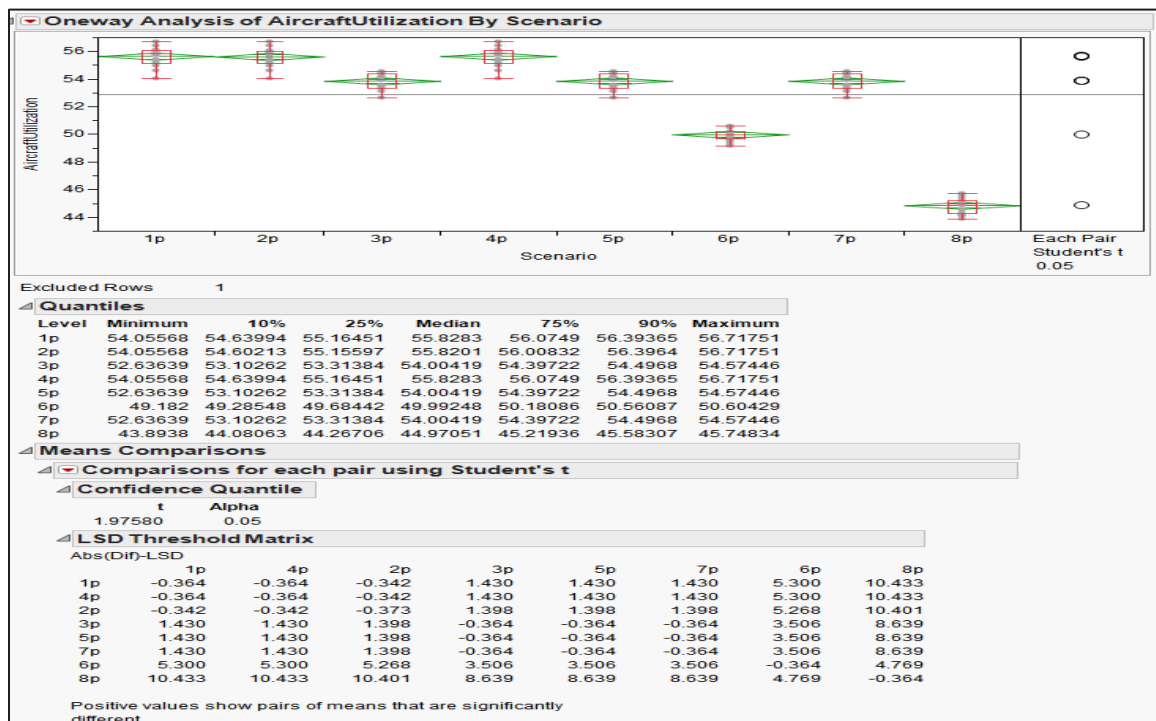 Oneway Analysis of AircraftUtilization By Scenario
56
54
52
50
48
46
44
AircraftUtilization
1p 2p 3p 4p 5p 6p 7p 8p
Scenario
Each Pair
Student's t
0.05
Excluded Rows 1
Quantiles
Level Minimum 10% 25% Median 75% 90% Maximum
1p 54.05568 54.63994 55.16451 55.8283 56.0749 56.39365 56.71751
2p 54.05568 54.60213 55.15597 55.8201 56.00832 56.3964 56.71751
3p 52.63639 53.10262 53.31384 54.00419 54.39722 54.4968 54.57446
4p 54.05568 54.63994 55.16451 55.8283 56.0749 56.39365 56.71751
5p 52.63639 53.10262 53.31384 54.00419 54.39722 54.4968 54.57446
6p 49.182 49.28548 49.68442 49.99248 50.18086 50.56087 50.60429
7p 52.63639 53.10262 53.31384 54.00419 54.39722 54.4968 54.57446
8p 43.8938 44.08063 44.26706 44.97051 45.21936 45.58307 45.74834
Means Comparisons
Comparisons for each pair using Student's t
Confidence Quantile
t Alpha
1.97580 0.05
LSD Threshold Matrix
Abs(Dif)-LSD
1p 4p 2p 3p 5p 7p 6p 8p
1p -0.364 -0.364 -0.342 1.430 1.430 1.430 5.300 10.433
4p -0.364 -0.364 -0.342 1.430 1.430 1.430 5.300 10.433
2p -0.342 -0.342 -0.373 1.398 1.398 1.398 5.268 10.401
3p 1.430 1.430 1.398 -0.364 -0.364 -0.364 3.506 8.639
5p 1.430 1.430 1.398 -0.364 -0.364 -0.364 3.506 8.639
7p 1.430 1.430 1.398 -0.364 -0.364 -0.364 3.506 8.639
6p 5.300 5.300 5.268 3.506 3.506 3.506 -0.364 4.769
8p 10.433 10.433 10.401 8.639 8.639 8.639 4.769 -0.364
Positive values show pairs of means that are significantly
different